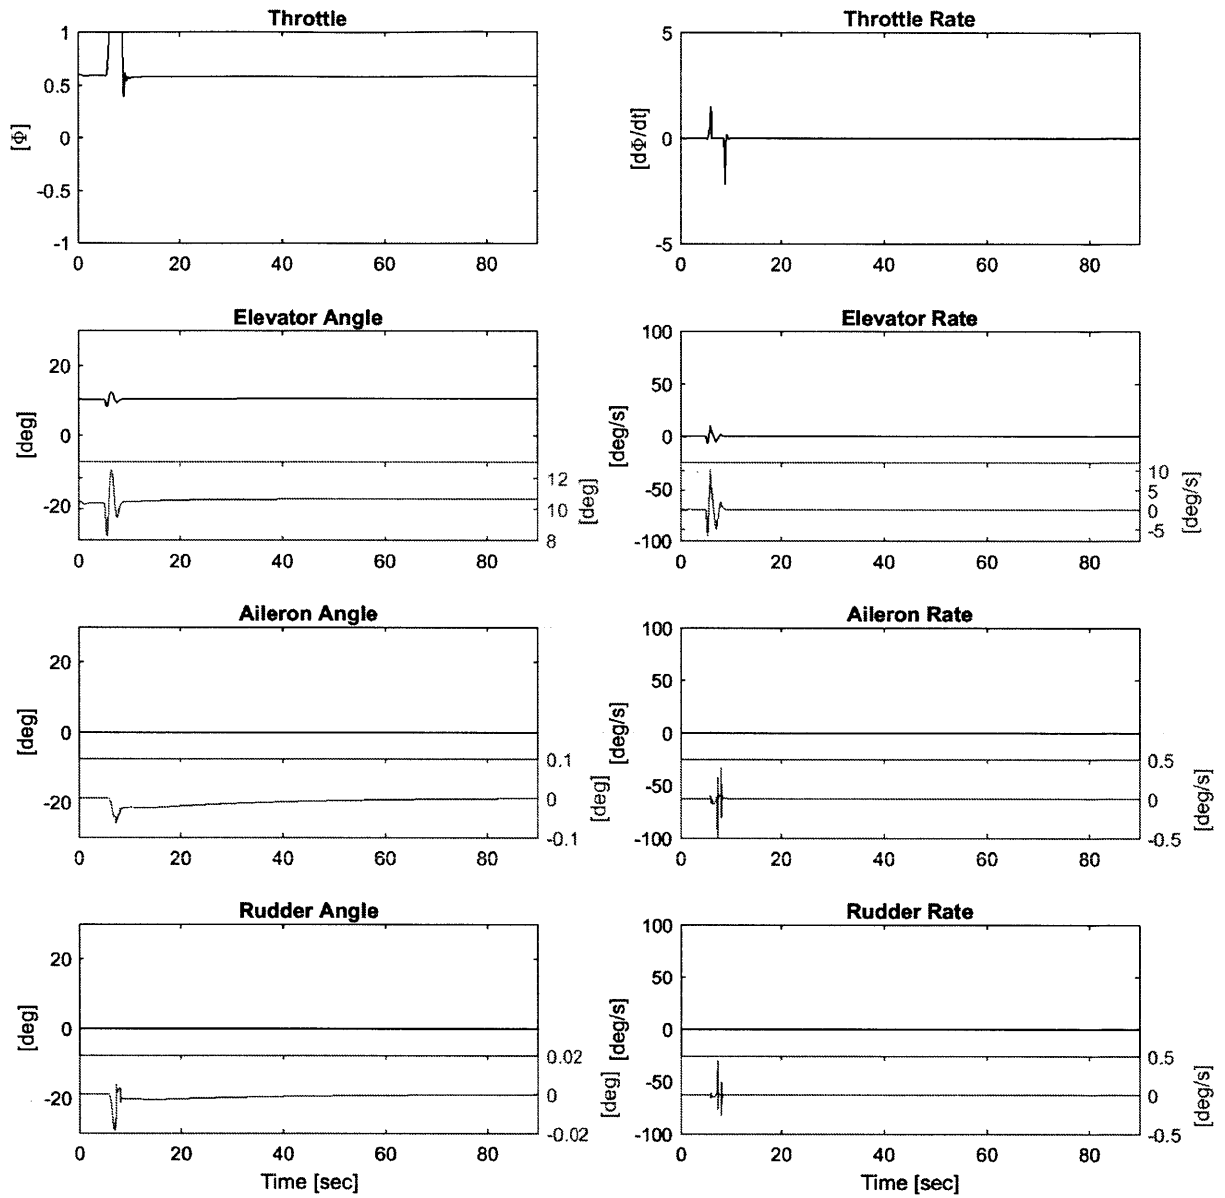 Throttle
1
0.5
0
-0.5
-1
[Φ]
0 20 40 60 80
Throttle Rate
5
0
-5
[dΦ/dt]
0 20 40 60 80
Elevator Angle
20
0
-20
[deg]
12
10
8
[deg]
0 20 40 60 80
Elevator Rate
100
50
0
-50
-100
[deg/s]
10
5
0
-5
[deg/s]
0 20 40 60 80
Aileron Angle
20
0
-20
[deg]
0.1
0
-0.1
[deg]
0 20 40 60 80
Aileron Rate
100
50
0
-50
-100
[deg/s]
0.5
0
-0.5
[deg/s]
0 20 40 60 80
Rudder Angle
20
0
-20
[deg]
0.02
0
-0.02
[deg]
0 20 40 60 80
Time [sec]
Rudder Rate
100
50
0
-50
-100
[deg/s]
0.5
0
-0.5
[deg/s]
0 20 40 60 80
Time [sec]